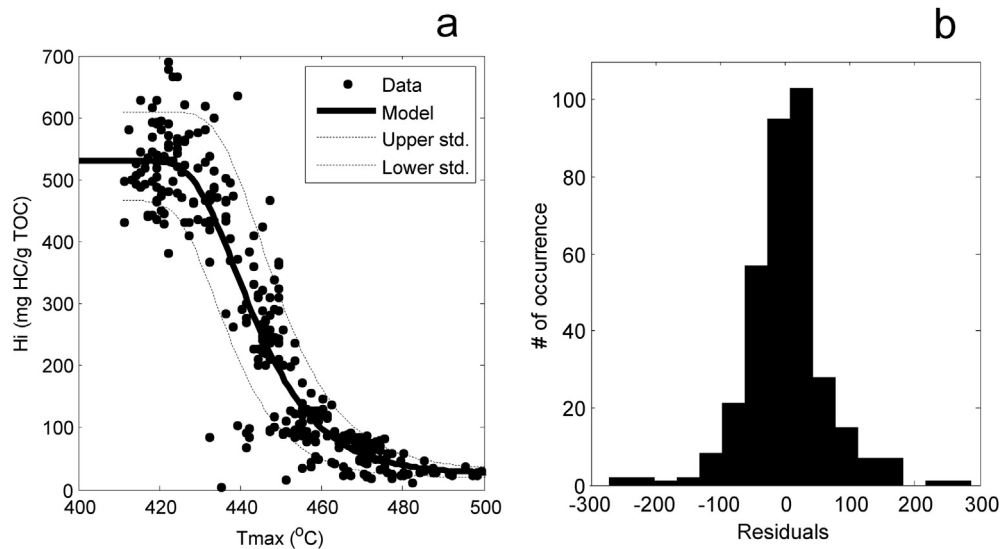 a
700
600
500
400
300
200
100
0
400 420 440 460 480 500
Hi (mg HC/g TOC)
Tmax (°C)
Data
Model
Upper std.
Lower std.
b
100
80
60
40
20
0
-300 -200 -100 0 100 200 300
# of occurrence
Residuals